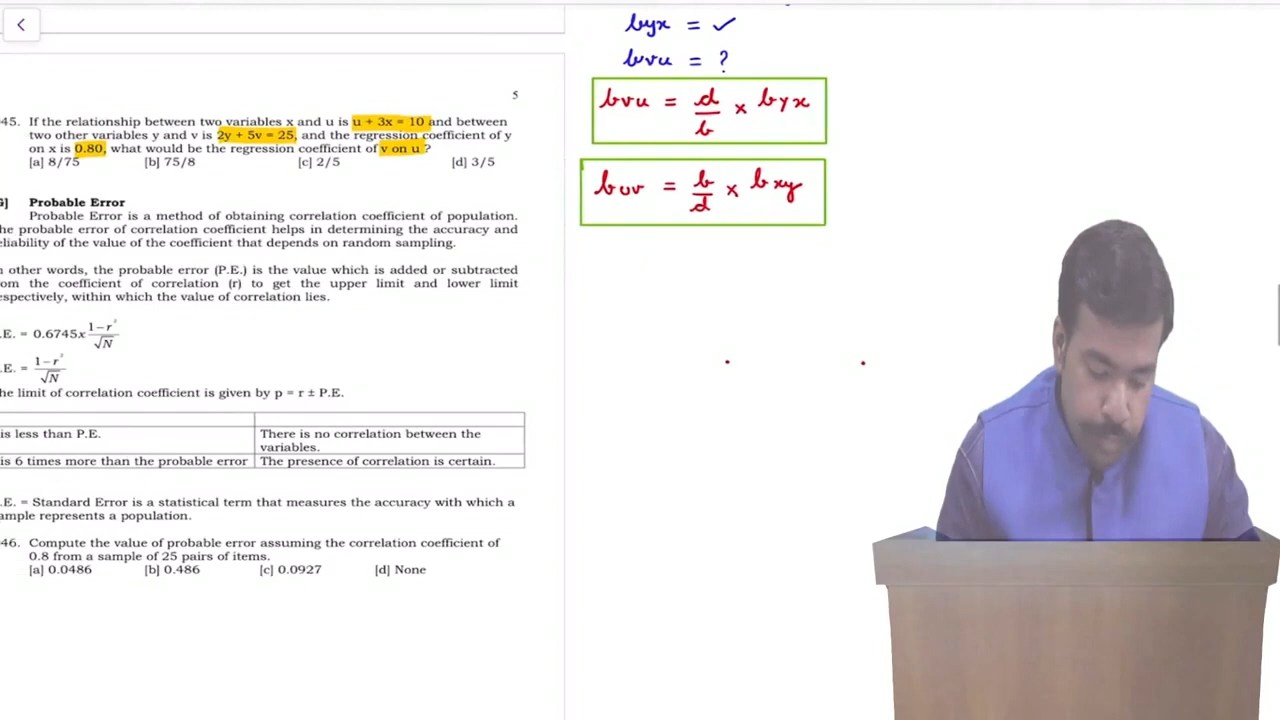 5
45. If the relationship between two variables x and u is u + 3x = 10 and between
two other variables y and v is 2y + 5v = 25, and the regression coefficient of y
on x is 0.80, what would be the regression coefficient of v on u ?
[a] 8/75 [b] 75/8 [c] 2/5 [d] 3/5
] Probable Error
Probable Error is a method of obtaining correlation coefficient of population.
he probable error of correlation coefficient helps in determining the accuracy and
eliability of the value of the coefficient that depends on random sampling.
n other words, the probable error (P.E.) is the value which is added or subtracted
rom the coefficient of correlation (r) to get the upper limit and lower limit
espectively, within which the value of correlation lies.
.E. = 0.6745x (1−r²)/√N
.E. = (1−r²)/√N
he limit of correlation coefficient is given by p = r ± P.E.
is less than P.E. There is no correlation between the
variables.
is 6 times more than the probable error The presence of correlation is certain.
.E. = Standard Error is a statistical term that measures the accuracy with which a
ample represents a population.
46. Compute the value of probable error assuming the correlation coefficient of
0.8 from a sample of 25 pairs of items.
[a] 0.0486 [b] 0.486 [c] 0.0927 [d] None
byx = ✓
bvu = ?
bvu = d/b × byx
buv = b/d × bxy